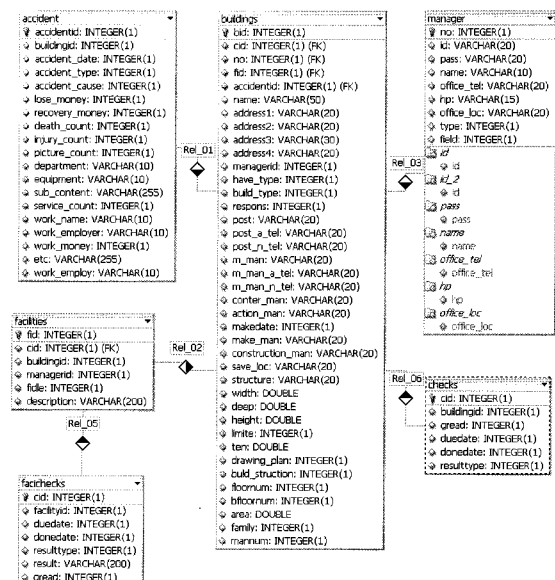 accident
accidentid: INTEGER(1)
buildingid: INTEGER(1)
accident_date: INTEGER(1)
accident_type: INTEGER(1)
accident_cause: INTEGER(1)
lose_money: INTEGER(1)
recovery_money: INTEGER(1)
death_count: INTEGER(1)
injury_count: INTEGER(1)
picture_count: INTEGER(1)
department: VARCHAR(10)
equipment: VARCHAR(10)
sub_content: VARCHAR(255)
service_count: INTEGER(1)
work_name: VARCHAR(10)
work_employer: VARCHAR(10)
work_money: INTEGER(1)
etc: VARCHAR(255)
work_employ: VARCHAR(10)
Rel_01
buildings
bid: INTEGER(1)
cid: INTEGER(1) (FK)
no: INTEGER(1) (FK)
fid: INTEGER(1) (FK)
accidentid: INTEGER(1) (FK)
name: VARCHAR(50)
address1: VARCHAR(20)
address2: VARCHAR(20)
address3: VARCHAR(30)
address4: VARCHAR(20)
managerid: INTEGER(1)
have_type: INTEGER(1)
build_type: INTEGER(1)
respons: INTEGER(1)
post: VARCHAR(20)
post_a_tel: VARCHAR(20)
post_n_tel: VARCHAR(20)
m_man: VARCHAR(20)
m_man_a_tel: VARCHAR(20)
m_man_n_tel: VARCHAR(20)
conter_man: VARCHAR(20)
action_man: VARCHAR(20)
makedate: INTEGER(1)
make_man: VARCHAR(20)
construction_man: VARCHAR(20)
save_loc: VARCHAR(20)
structure: VARCHAR(20)
width: DOUBLE
deep: DOUBLE
height: DOUBLE
limite: INTEGER(1)
ten: DOUBLE
drawing_plan: INTEGER(1)
buld_struction: INTEGER(1)
floornum: INTEGER(1)
bfloornum: INTEGER(1)
area: DOUBLE
family: INTEGER(1)
mannum: INTEGER(1)
Rel_03
manager
no: INTEGER(1)
id: VARCHAR(20)
pass: VARCHAR(20)
name: VARCHAR(10)
office_tel: VARCHAR(20)
hp: VARCHAR(15)
office_loc: VARCHAR(20)
type: INTEGER(1)
field: INTEGER(1)
id
id
id_2
id
pass
pass
name
name
office_tel
office_tel
hp
hp
office_loc
office_loc
facilities
fid: INTEGER(1)
cid: INTEGER(1) (FK)
buildingid: INTEGER(1)
managerid: INTEGER(1)
fidle: INTEGER(1)
description: VARCHAR(200)
Rel_02
Rel_05
facichecks
cid: INTEGER(1)
facilityid: INTEGER(1)
duedate: INTEGER(1)
donedate: INTEGER(1)
resulttype: INTEGER(1)
result: VARCHAR(200)
gread: INTEGER(1)
Rel_06
checks
cid: INTEGER(1)
buildingid: INTEGER(1)
gread: INTEGER(1)
duedate: INTEGER(1)
donedate: INTEGER(1)
resulttype: INTEGER(1)